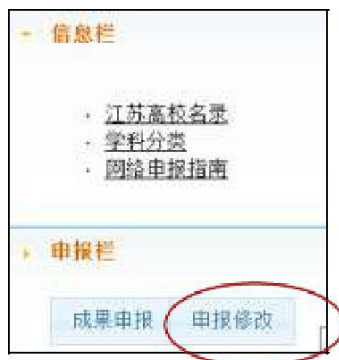 信息栏
江苏高校名录
学科分类
网络申报指南
申报栏
成果申报 申报修改